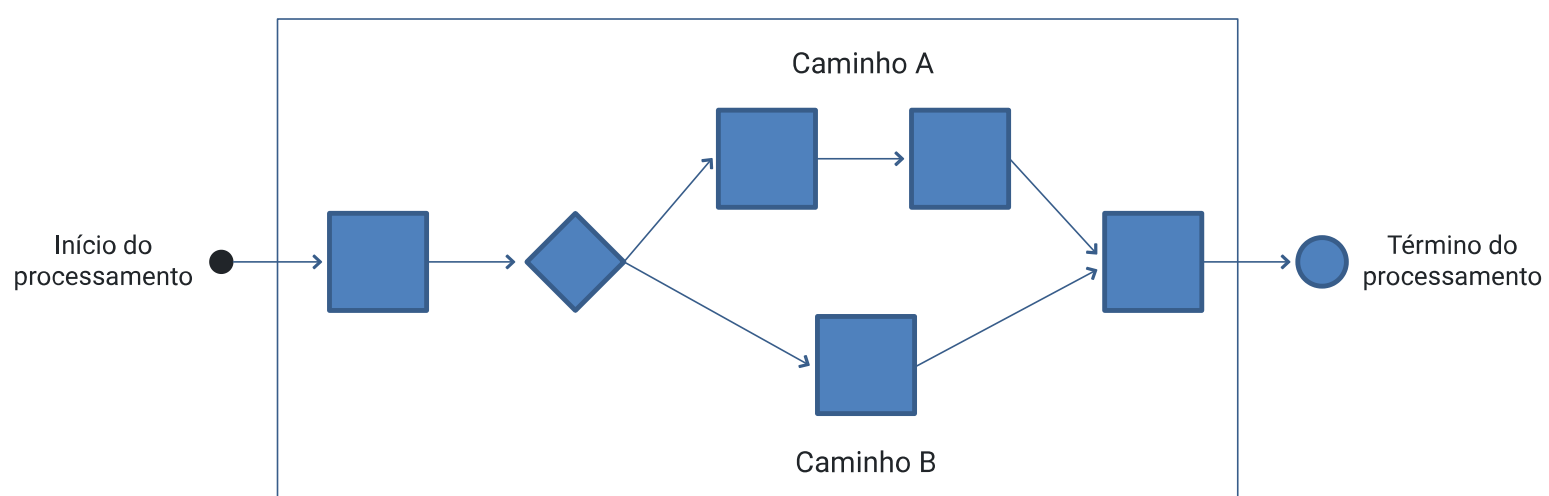 Caminho A
Início do
processamento
Término do
processamento
Caminho B